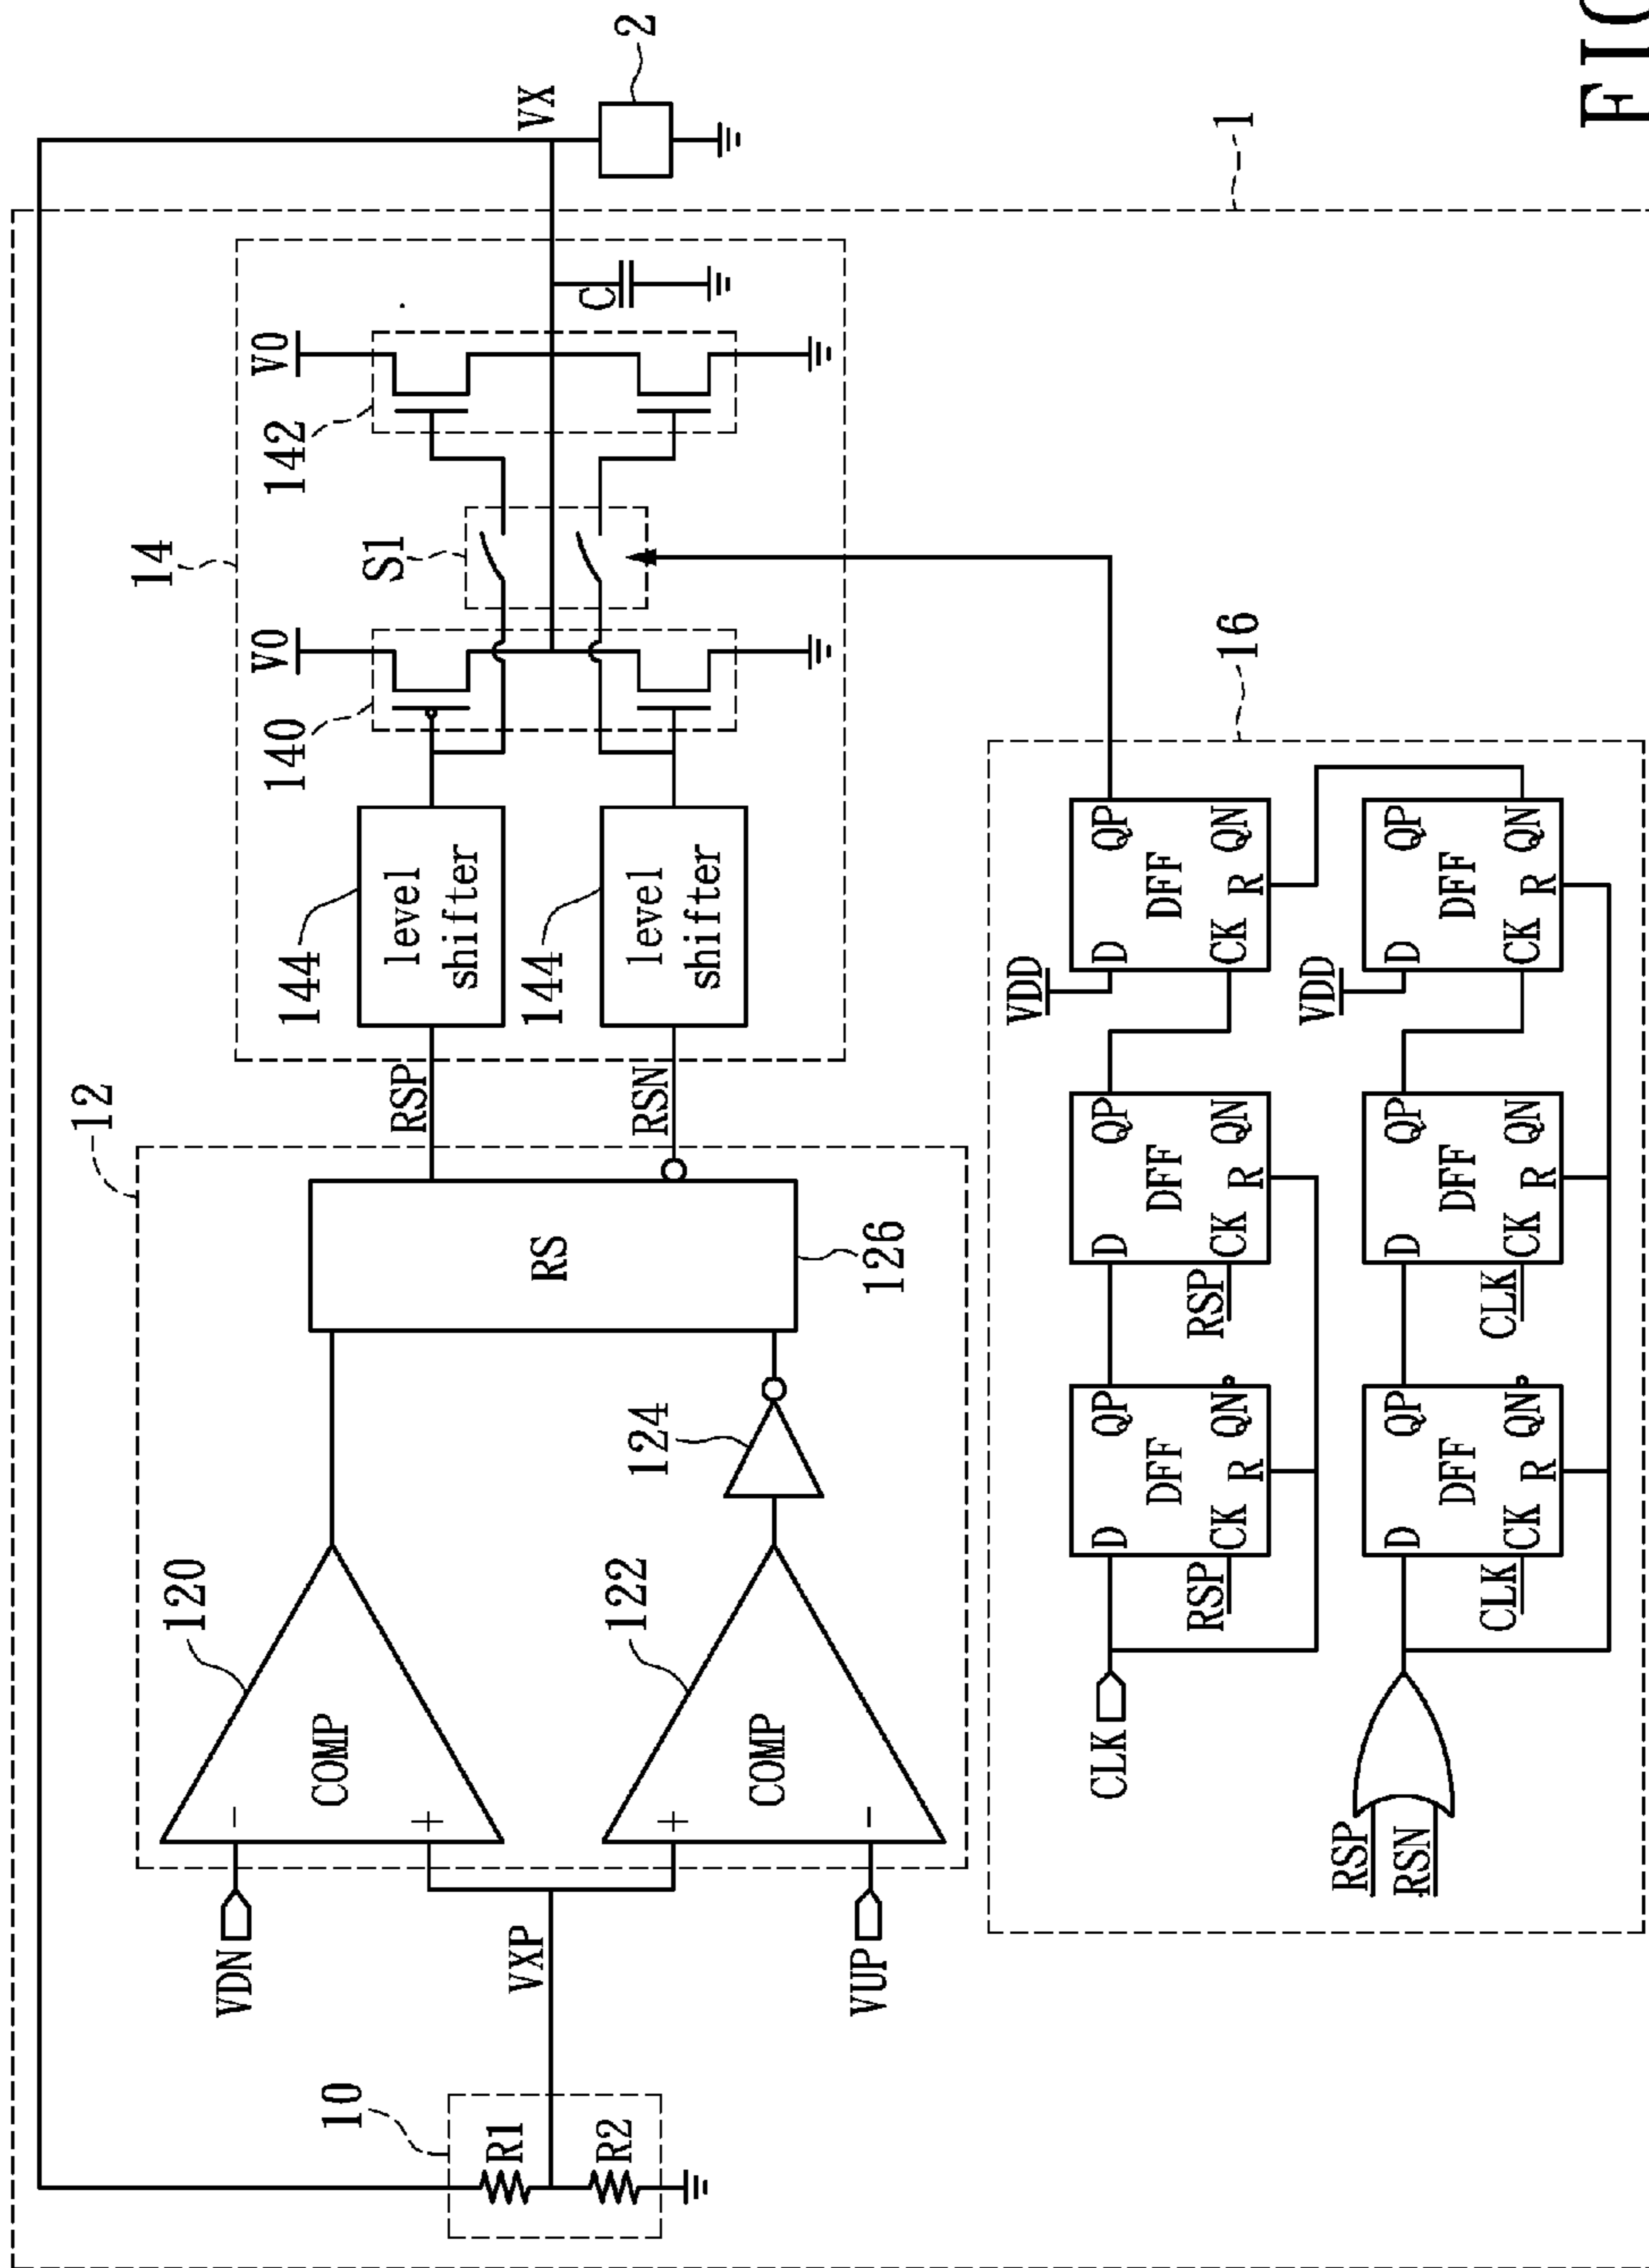 1
2
VX
14
V0
V0
140
142
S1
C
144
level
shifter
144
level
shifter
12
RSP
RSN
RS
126
124
120
COMP
-
+
122
COMP
+
-
VDN
VXP
VUP
10
R1
R2
16
CLK
D QP
DFF
CK R QN
RSP
D QP
DFF
CK R QN
RSP
VDD
D QP
DFF
CK R QN
RSP
RSN
D QP
DFF
CK R QN
CLK
D QP
DFF
CK R QN
CLK
VDD
D QP
DFF
CK R QN